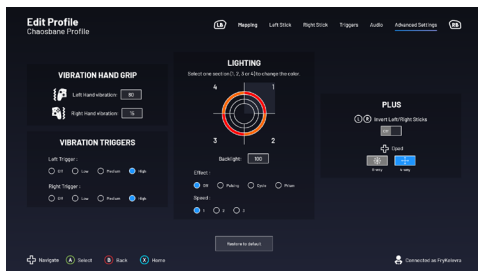 Edit Profile
Chaosbane Profile
LB Mapping Left Stick Right Stick Triggers Audio Advanced Settings RB
VIBRATION HAND GRIP
Left Hand vibration: 80
Right Hand vibration:
VIBRATION TRIGGERS
Left Trigger :
Off Low Medium High
Right Trigger :
Off Low Medium High
LIGHTING
Select one section (1, 2, 3 or 4) to change the color.
4 1
3 2
Backlight: 100
Effect :
Off Pulsing Cycle
Speed :
1 2 3
Restore to default
PLUS
L R Invert Left/Right Sticks
Off
Dpad
8-way 4-way
Navigate A Select B Back X Home
Connected as FryKelevra